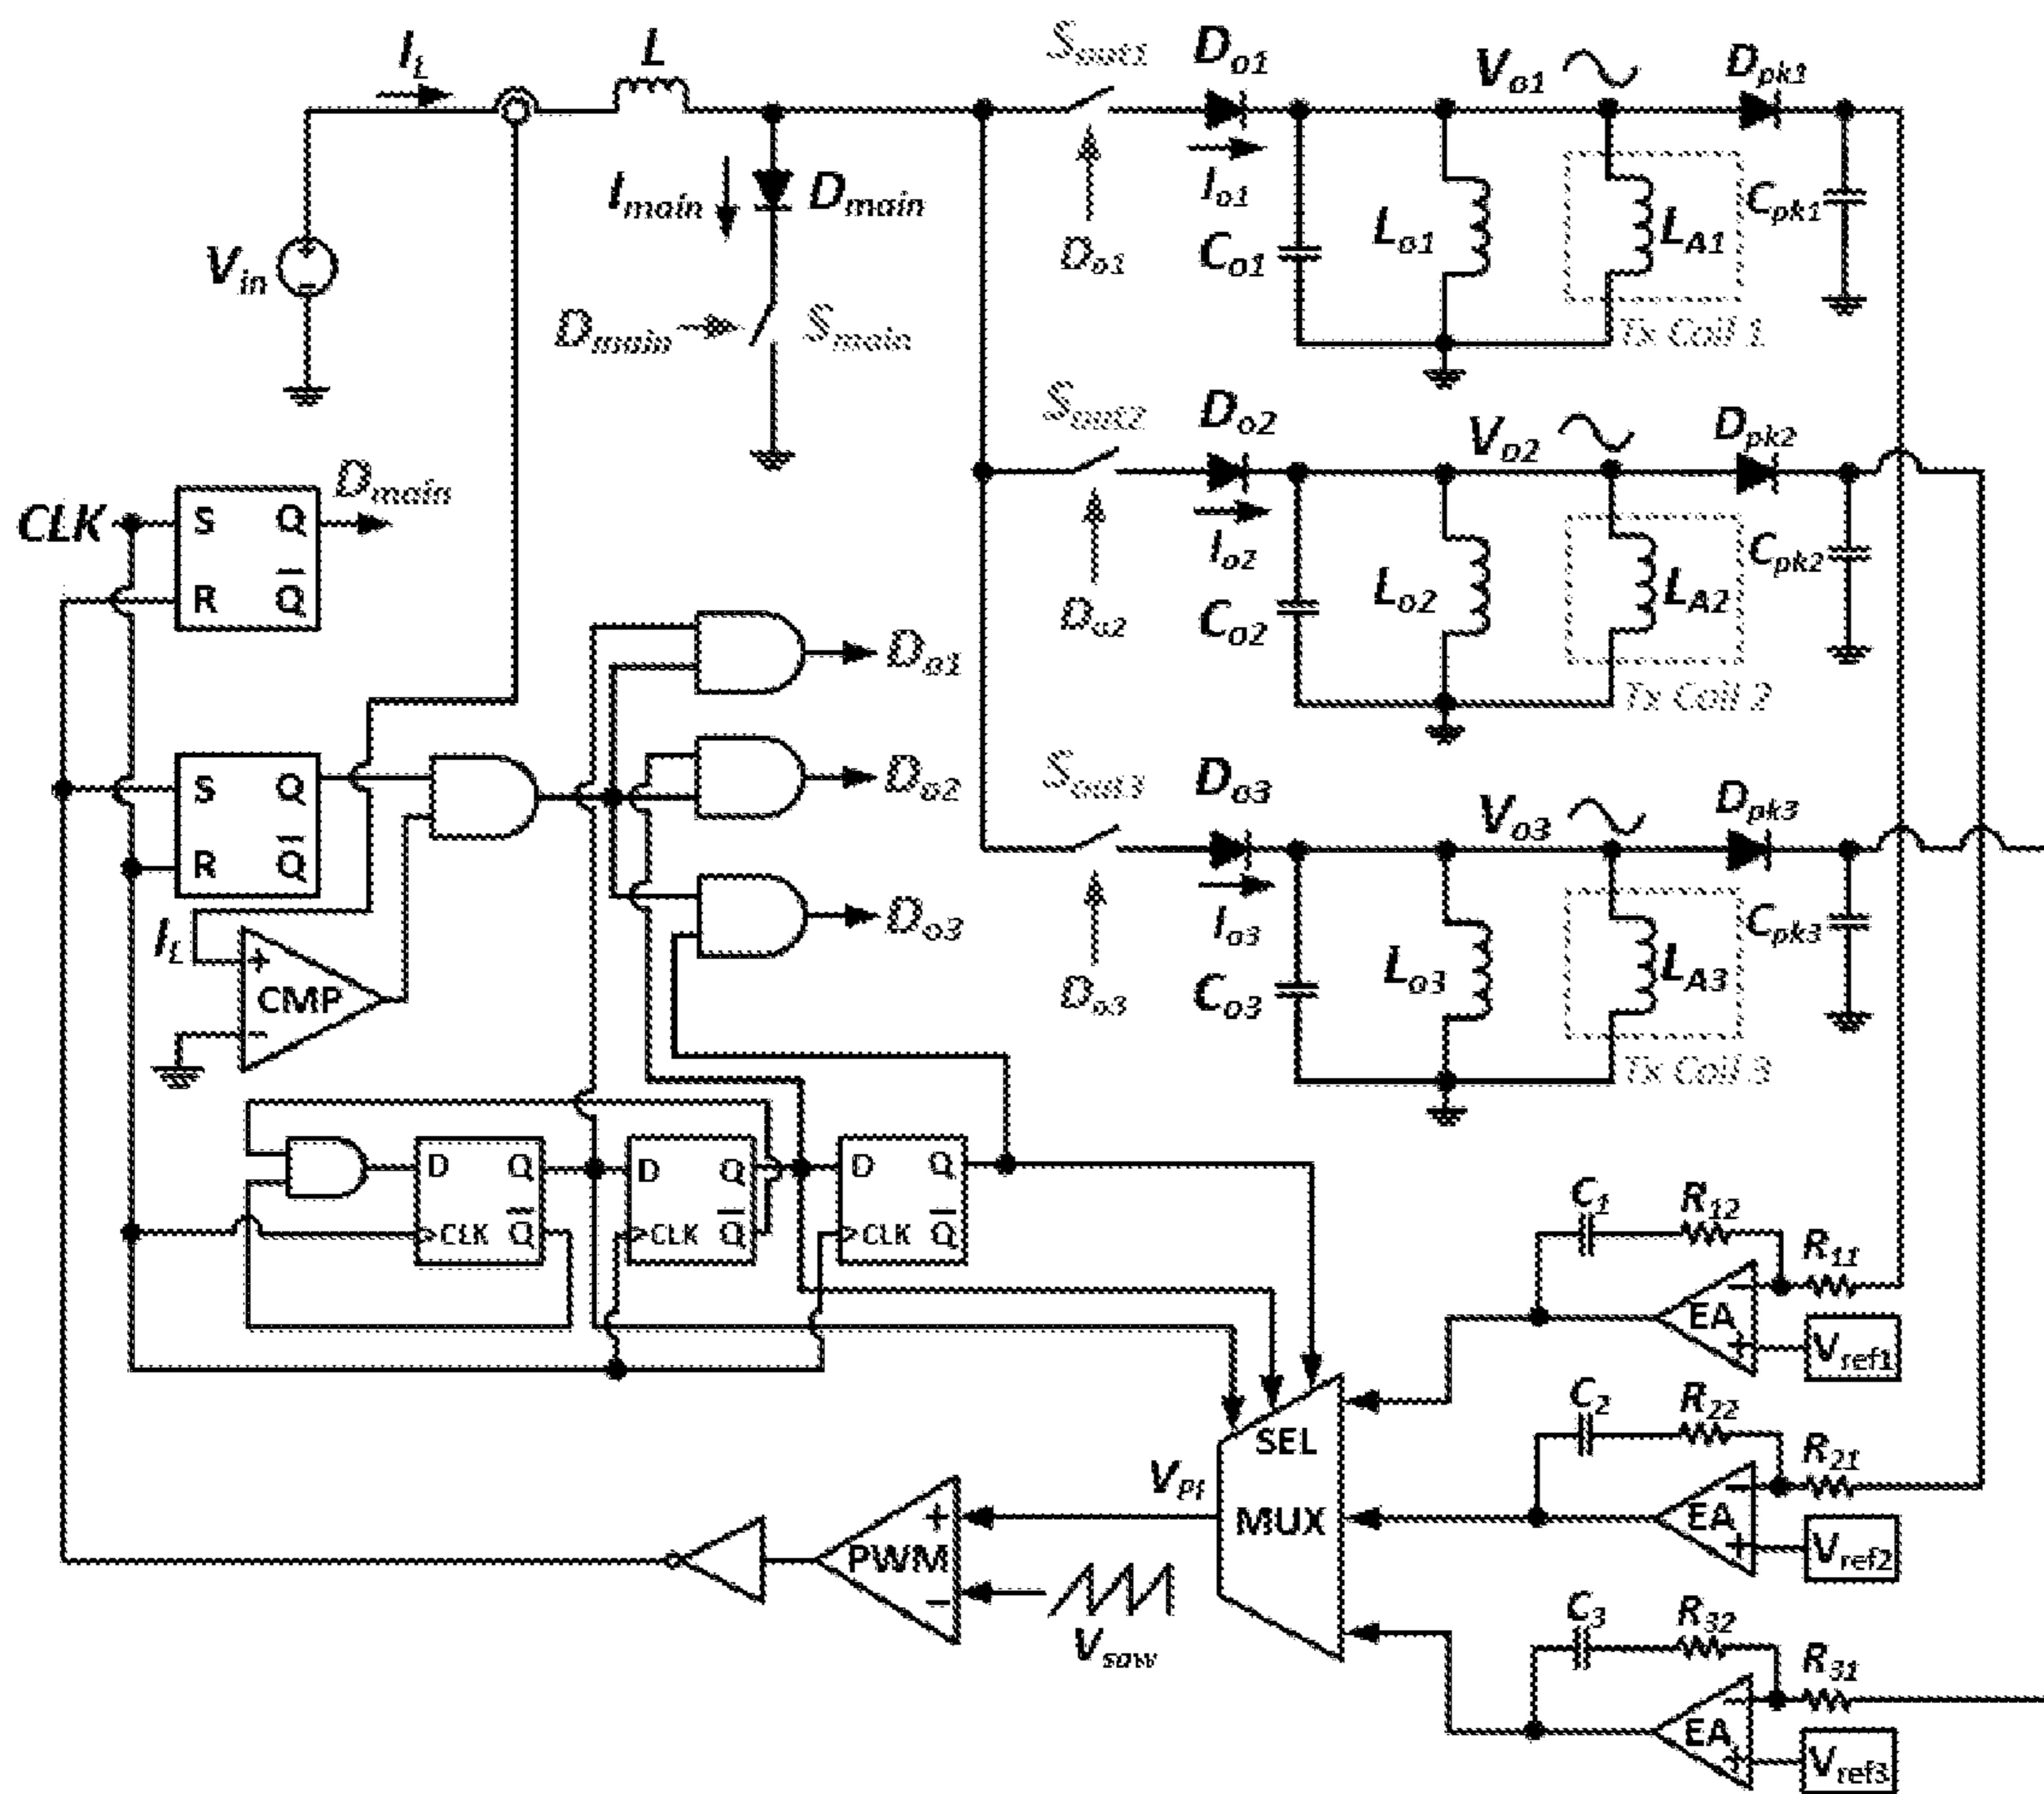 I_L
L
S_out1
D_o1
V_o1
D_pk1
I_main
D_main
I_o1
C_pk1
V_in
D_o1
C_o1
L_o1
L_A1
D_main
S_main
Tx Coil 1
S_out2
D_o2
V_o2
D_pk2
CLK
S Q
D_main
R Q̅
I_o2
C_pk2
D_o2
C_o2
L_o2
L_A2
D_o1
Tx Coil 2
S Q
D_o2
S_out3
D_o3
V_o3
D_pk3
R Q̅
D_o3
I_o3
C_pk3
I_L
+
CMP
−
D_o3
C_o3
L_o3
L_A3
Tx Coil 3
D Q
CLK Q̅
D Q
CLK Q̅
D Q
CLK Q̅
C_1
R_12
R_11
−
EA
+
V_ref1
C_2
R_22
R_21
−
EA
+
V_ref2
SEL
MUX
V_pi
+
PWM
−
V_saw
C_3
R_32
R_31
−
EA
+
V_ref3